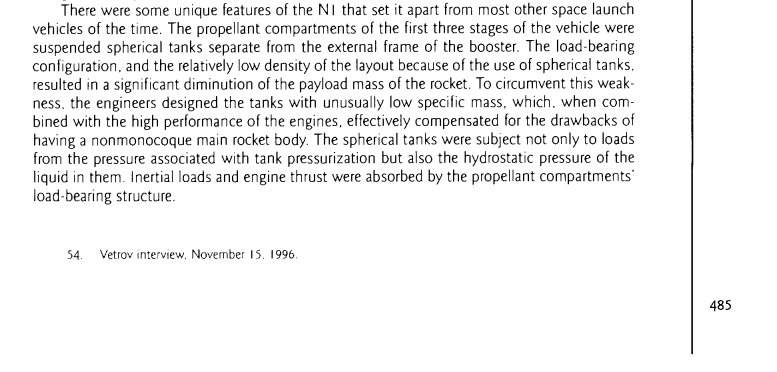 There were some unique features of the N1 that set it apart from most other space launch
vehicles of the time. The propellant compartments of the first three stages of the vehicle were
suspended spherical tanks separate from the external frame of the booster. The load-bearing
configuration, and the relatively low density of the layout because of the use of spherical tanks,
resulted in a significant diminution of the payload mass of the rocket. To circumvent this weak-
ness, the engineers designed the tanks with unusually low specific mass, which, when com-
bined with the high performance of the engines, effectively compensated for the drawbacks of
having a nonmonocoque main rocket body. The spherical tanks were subject not only to loads
from the pressure associated with tank pressurization but also the hydrostatic pressure of the
liquid in them. Inertial loads and engine thrust were absorbed by the propellant compartments'
load-bearing structure.
54. Vetrov interview, November 15, 1996.
485